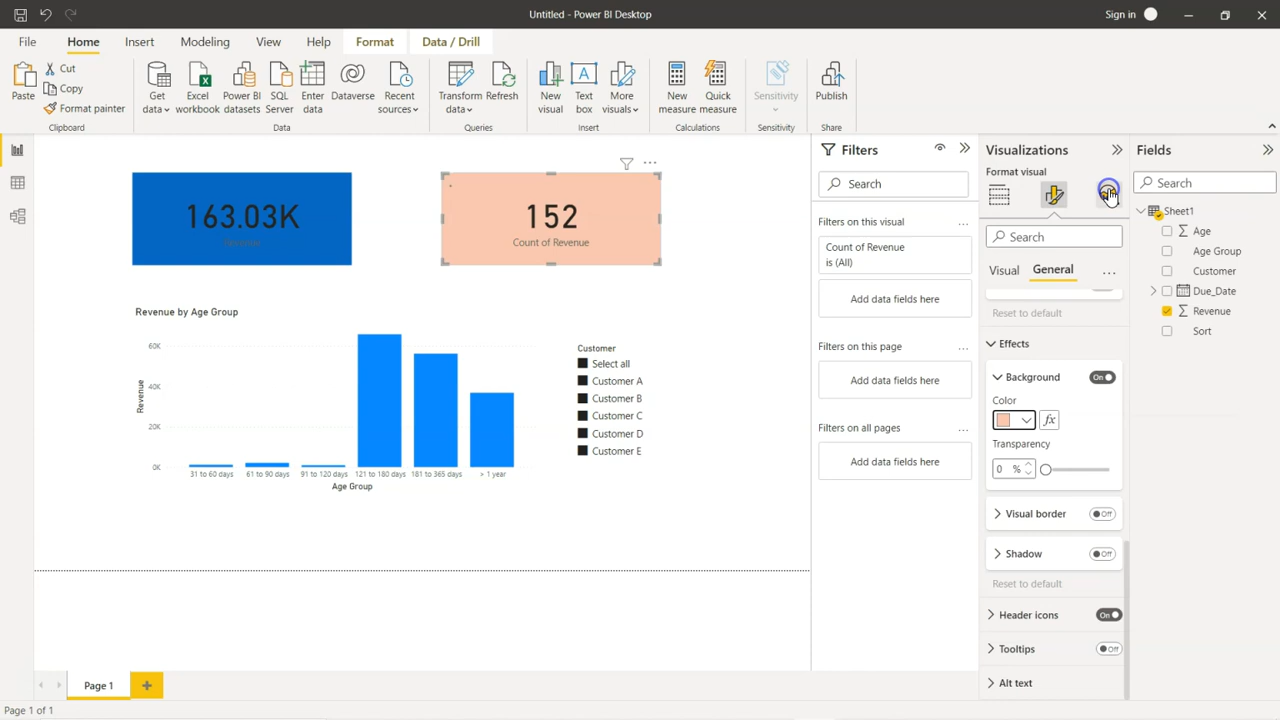 Untitled - Power BI Desktop
Sign in
File Home Insert Modeling View Help Format Data / Drill
Paste
Cut
Copy
Format painter
Clipboard
Get data
Excel workbook
Power BI datasets
SQL Server
Enter data
Dataverse
Recent sources
Data
Transform data
Refresh
Queries
New visual
Text box
More visuals
Insert
New measure
Quick measure
Calculations
Sensitivity
Sensitivity
Publish
Share
163.03K
Revenue
152
Count of Revenue
Revenue by Age Group
Revenue
60K
40K
20K
0K
31 to 60 days 61 to 90 days 91 to 120 days 121 to 180 days 181 to 365 days > 1 year
Age Group
Customer
Select all
Customer A
Customer B
Customer C
Customer D
Customer E
Filters
Search
Filters on this visual ...
Count of Revenue
is (All)
Add data fields here
Filters on this page ...
Add data fields here
Filters on all pages ...
Add data fields here
Visualizations
Format visual
Search
Visual General ...
Reset to default
Effects
Background On
Color
fx
Transparency
0 %
Visual border Off
Shadow Off
Reset to default
Header icons On
Tooltips Off
Alt text
Fields
Search
Sheet1
Age
Age Group
Customer
Due_Date
Revenue
Sort
Page 1
Page 1 of 1